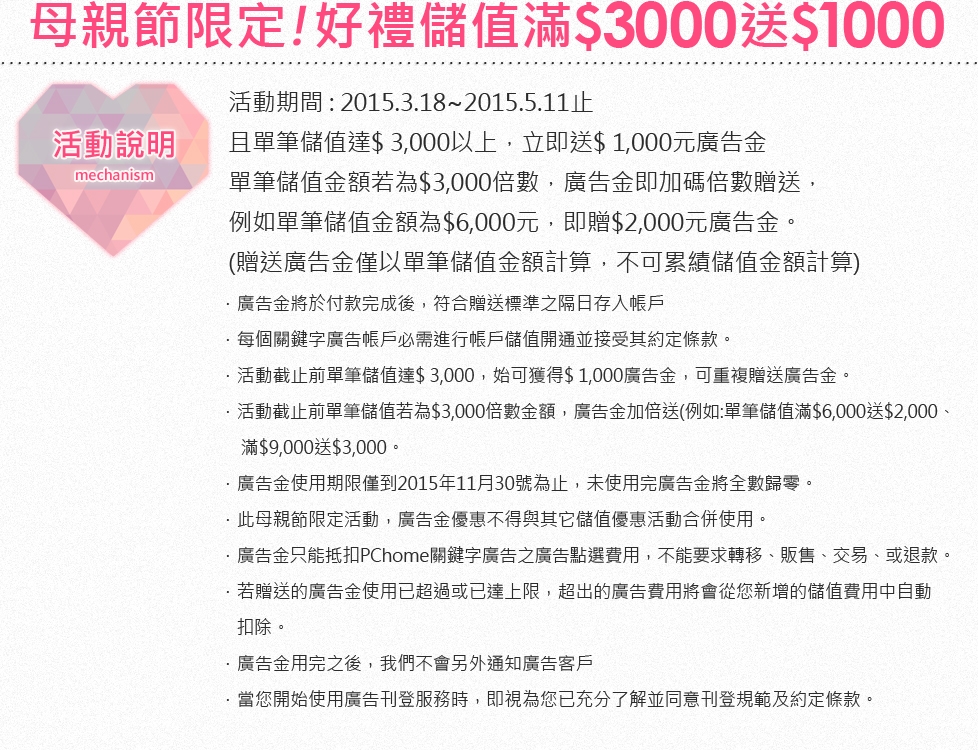 母親節限定!好禮儲值滿$3000送$1000
活動說明
mechanism
活動期間 : 2015.3.18~2015.5.11止
且單筆儲值達$ 3,000以上，立即送$ 1,000元廣告金
單筆儲值金額若為$3,000倍數，廣告金即加碼倍數贈送，
例如單筆儲值金額為$6,000元，即贈$2,000元廣告金。
(贈送廣告金僅以單筆儲值金額計算，不可累績儲值金額計算)
· 廣告金將於付款完成後，符合贈送標準之隔日存入帳戶
· 每個關鍵字廣告帳戶必需進行帳戶儲值開通並接受其約定條款。
· 活動截止前單筆儲值達$ 3,000，始可獲得$ 1,000廣告金，可重複贈送廣告金。
· 活動截止前單筆儲值若為$3,000倍數金額，廣告金加倍送(例如:單筆儲值滿$6,000送$2,000、
滿$9,000送$3,000。
· 廣告金使用期限僅到2015年11月30號為止，未使用完廣告金將全數歸零。
· 此母親節限定活動，廣告金優惠不得與其它儲值優惠活動合併使用。
· 廣告金只能抵扣PChome關鍵字廣告之廣告點選費用，不能要求轉移、販售、交易、或退款。
· 若贈送的廣告金使用已超過或已達上限，超出的廣告費用將會從您新增的儲值費用中自動
扣除。
· 廣告金用完之後，我們不會另外通知廣告客戶
· 當您開始使用廣告刊登服務時，即視為您已充分了解並同意刊登規範及約定條款。